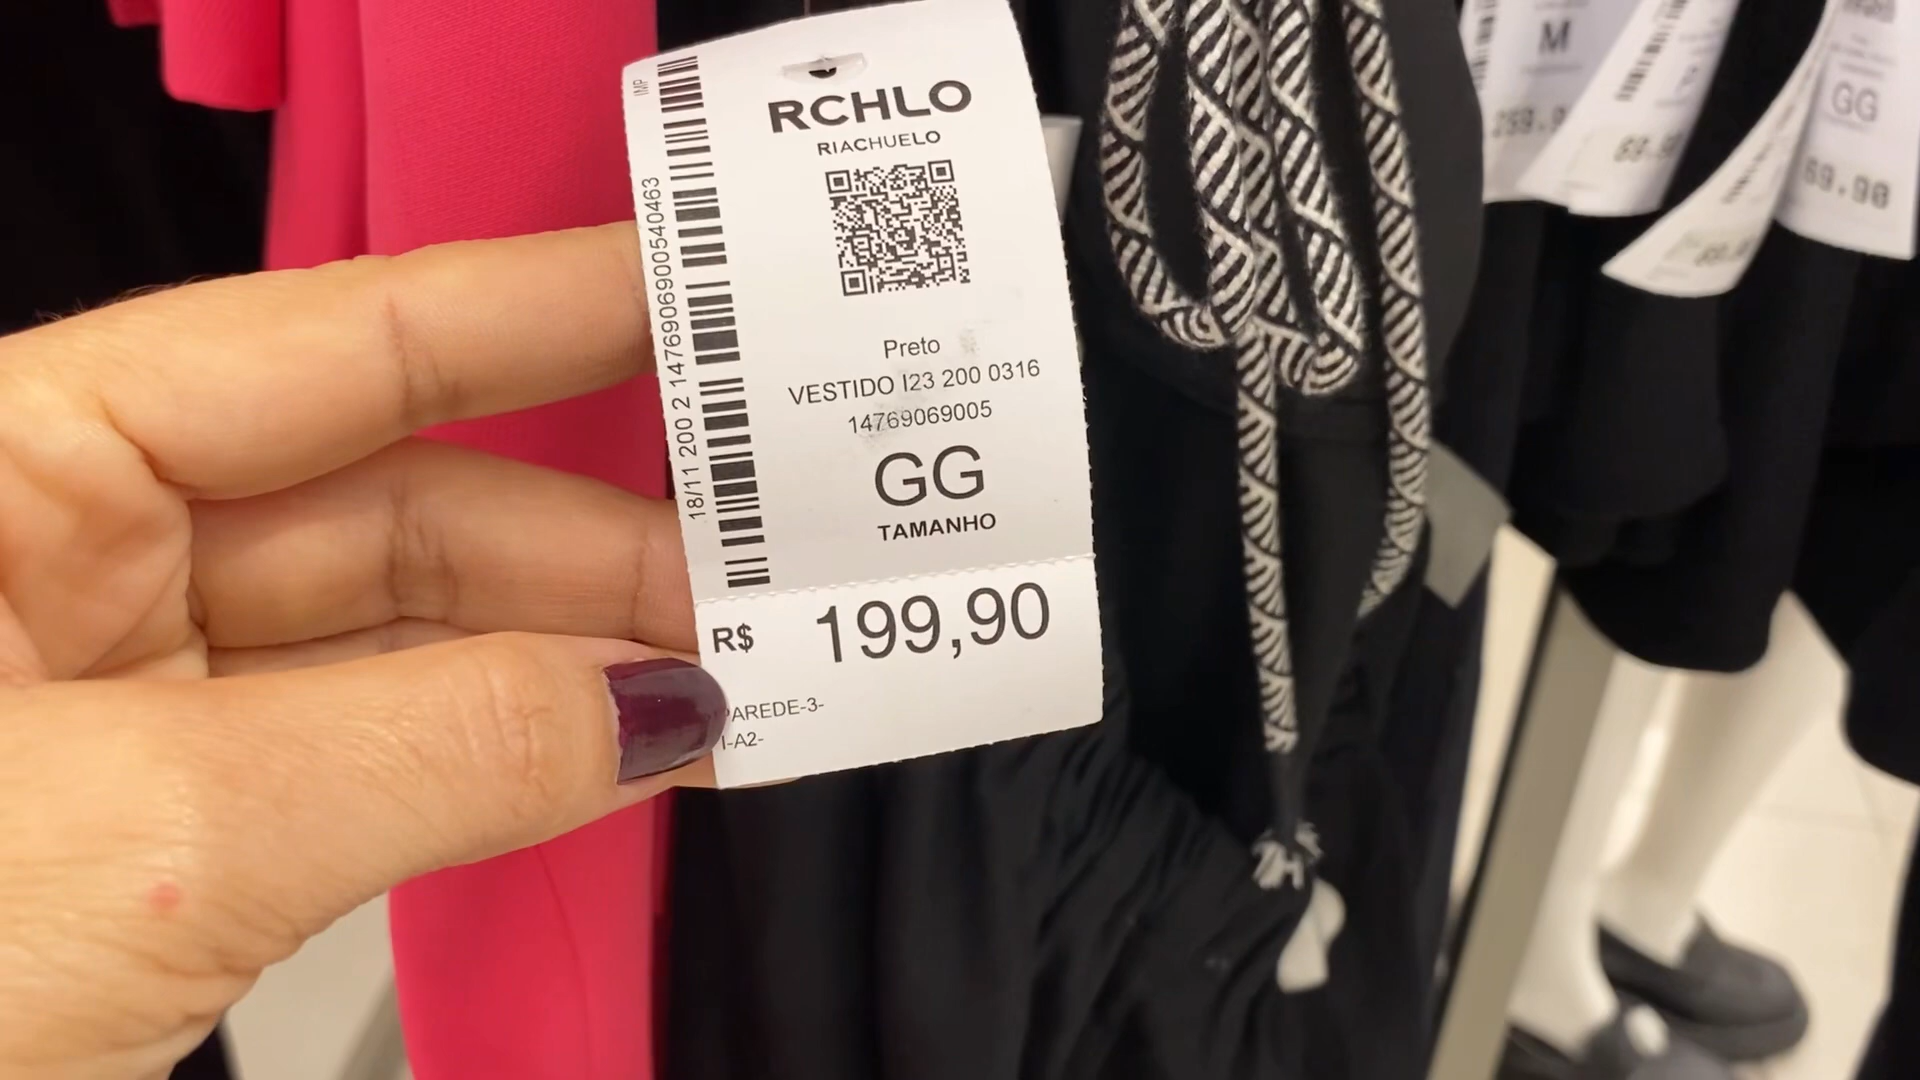 IMP
18/11 200 2 14769069005540463
RCHLO
RIACHUELO
Preto
VESTIDO I23 200 0316
14769069005
GG
TAMANHO
R$ 199,90
PAREDE-3-
I-A2-
M
GG